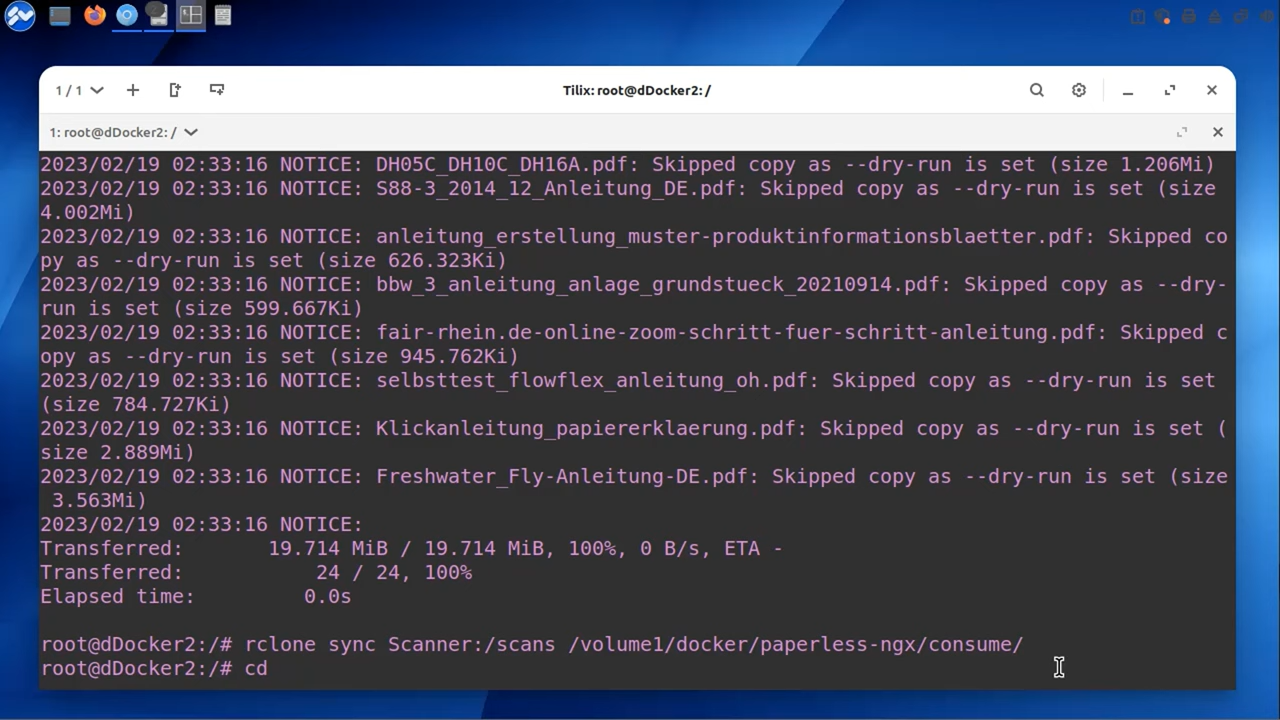 1 / 1
Tilix: root@dDocker2: /
1: root@dDocker2: /
2023/02/19 02:33:16 NOTICE: DH05C_DH10C_DH16A.pdf: Skipped copy as --dry-run is set (size 1.206Mi)
2023/02/19 02:33:16 NOTICE: S88-3_2014_12_Anleitung_DE.pdf: Skipped copy as --dry-run is set (size
4.002Mi)
2023/02/19 02:33:16 NOTICE: anleitung_erstellung_muster-produktinformationsblaetter.pdf: Skipped co
py as --dry-run is set (size 626.323Ki)
2023/02/19 02:33:16 NOTICE: bbw_3_anleitung_anlage_grundstueck_20210914.pdf: Skipped copy as --dry-
run is set (size 599.667Ki)
2023/02/19 02:33:16 NOTICE: fair-rhein.de-online-zoom-schritt-fuer-schritt-anleitung.pdf: Skipped c
opy as --dry-run is set (size 945.762Ki)
2023/02/19 02:33:16 NOTICE: selbsttest_flowflex_anleitung_oh.pdf: Skipped copy as --dry-run is set
(size 784.727Ki)
2023/02/19 02:33:16 NOTICE: Klickanleitung_papiererklaerung.pdf: Skipped copy as --dry-run is set (
size 2.889Mi)
2023/02/19 02:33:16 NOTICE: Freshwater_Fly-Anleitung-DE.pdf: Skipped copy as --dry-run is set (size
3.563Mi)
2023/02/19 02:33:16 NOTICE:
Transferred: 19.714 MiB / 19.714 MiB, 100%, 0 B/s, ETA -
Transferred: 24 / 24, 100%
Elapsed time: 0.0s
root@dDocker2:/# rclone sync Scanner:/scans /volume1/docker/paperless-ngx/consume/
root@dDocker2:/# cd